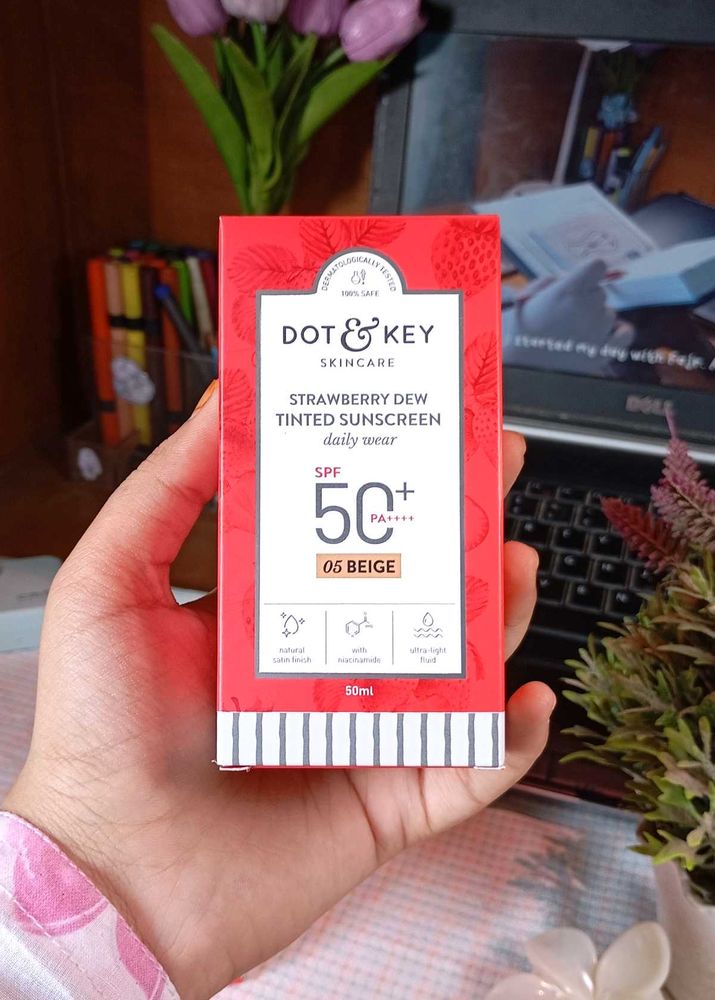 DERMATOLOGICALLY TESTED
100% SAFE
DOT & KEY
SKINCARE
STRAWBERRY DEW
TINTED SUNSCREEN
daily wear
SPF
50+
PA++++
05 BEIGE
natural
satin finish
with
niacinamide
ultra-light
fluid
50ml
started my day with
DELL